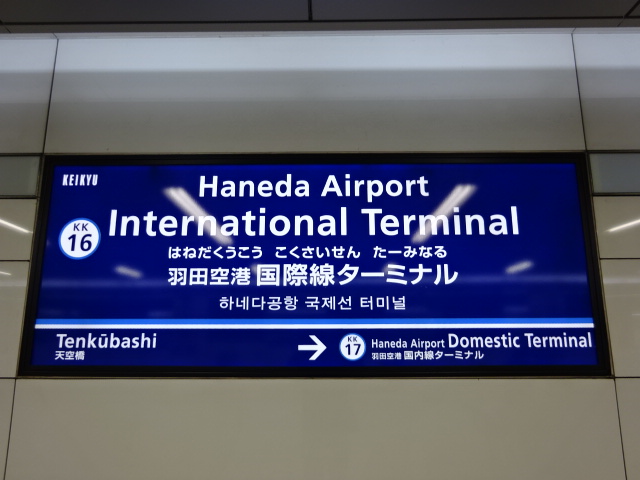 KEIKYU
Haneda Airport
KK
16
International Terminal
はねだくうこう こくさいせん たーみなる
羽田空港 国際線ターミナル
하네다공항 국제선 터미널
Tenkūbashi
天空橋
→
KK
17
Haneda Airport Domestic Terminal
羽田空港 国内線ターミナル